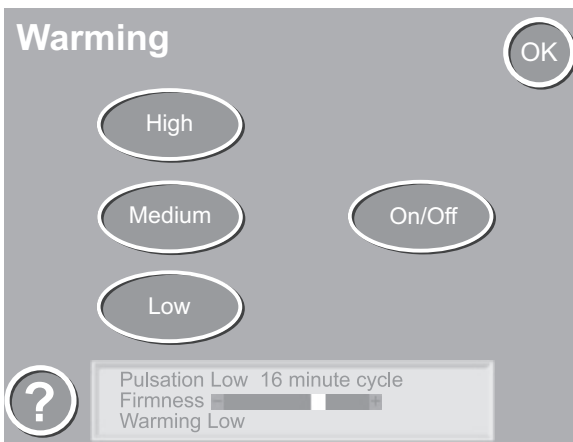 Warming
OK
High
Medium
On/Off
Low
?
Pulsation Low 16 minute cycle
Firmness - +
Warming Low